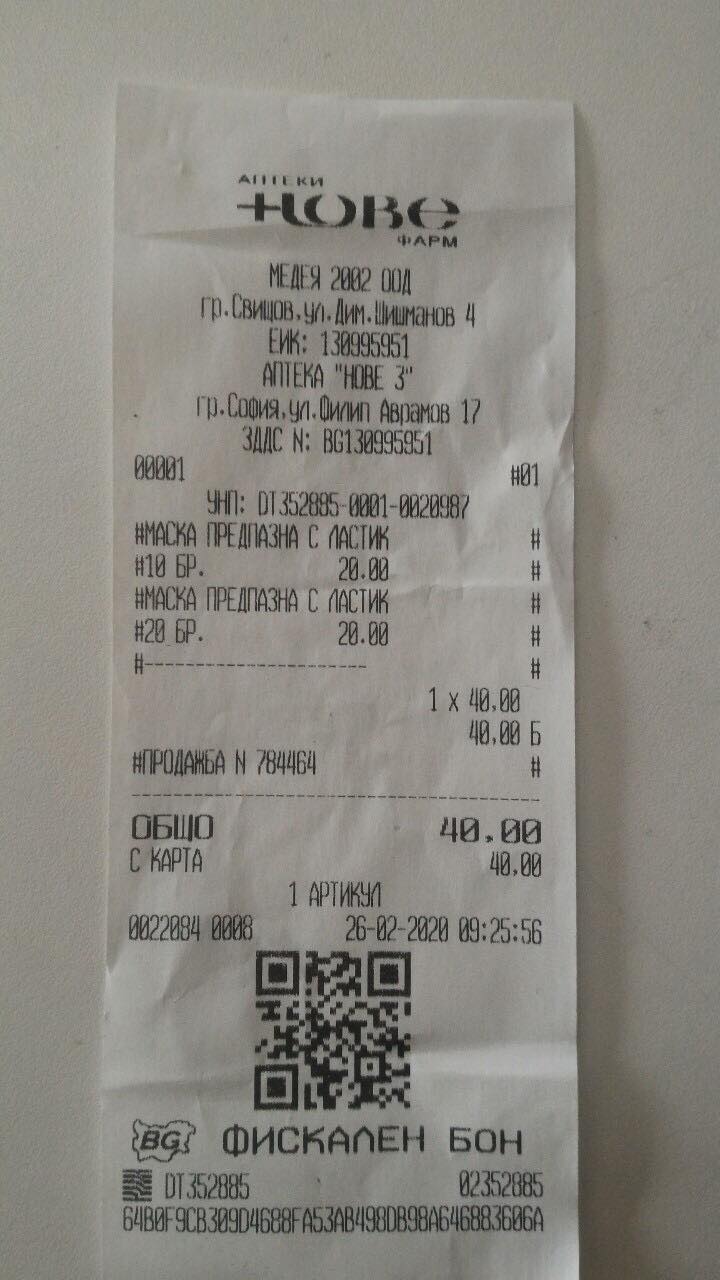 АПТЕКИ
НОВЕ
ФАРМ
МЕДЕЯ 2002 ООД
гр.Свищов,ул.Дим.Шишманов 4
ЕИК: 130995951
АПТЕКА "НОВЕ 3"
гр.София,ул.Филип Аврамов 17
ЗДДС N: BG130995951
00001 #01
УНП: DT352885-0001-0020987
#МАСКА ПРЕДПАЗНА С ЛАСТИК #
#10 БР. 20.00 #
#МАСКА ПРЕДПАЗНА С ЛАСТИК #
#20 БР. 20.00 #
#---------------------- #
1 x 40,00
40,00 Б
#ПРОДАЖБА N 784464 #
----------------------------------------
ОБЩО 40.00
С КАРТА 40,00
1 АРТИКУЛ
0022084 0008 26-02-2020 09:25:56
BG ФИСКАЛЕН БОН
DT352885 02352885
64B0F9CB309D4688FA53AB498DB98A646883606A